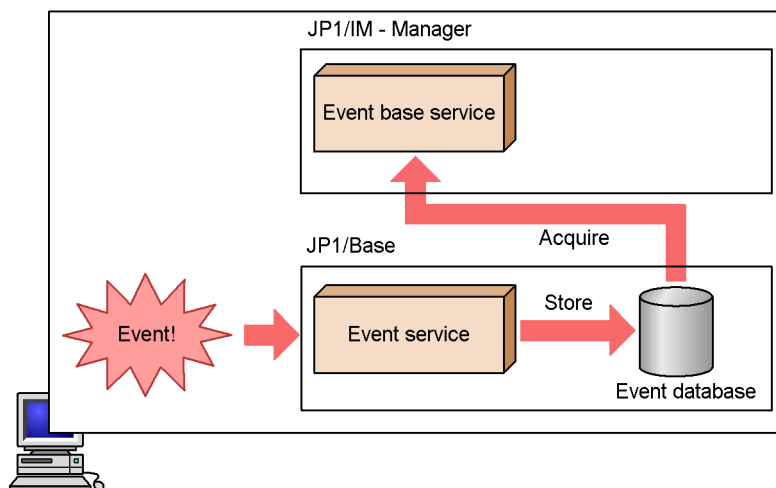 JP1/IM - Manager
Event base service
Acquire
JP1/Base
Event!
Event service
Store
Event database